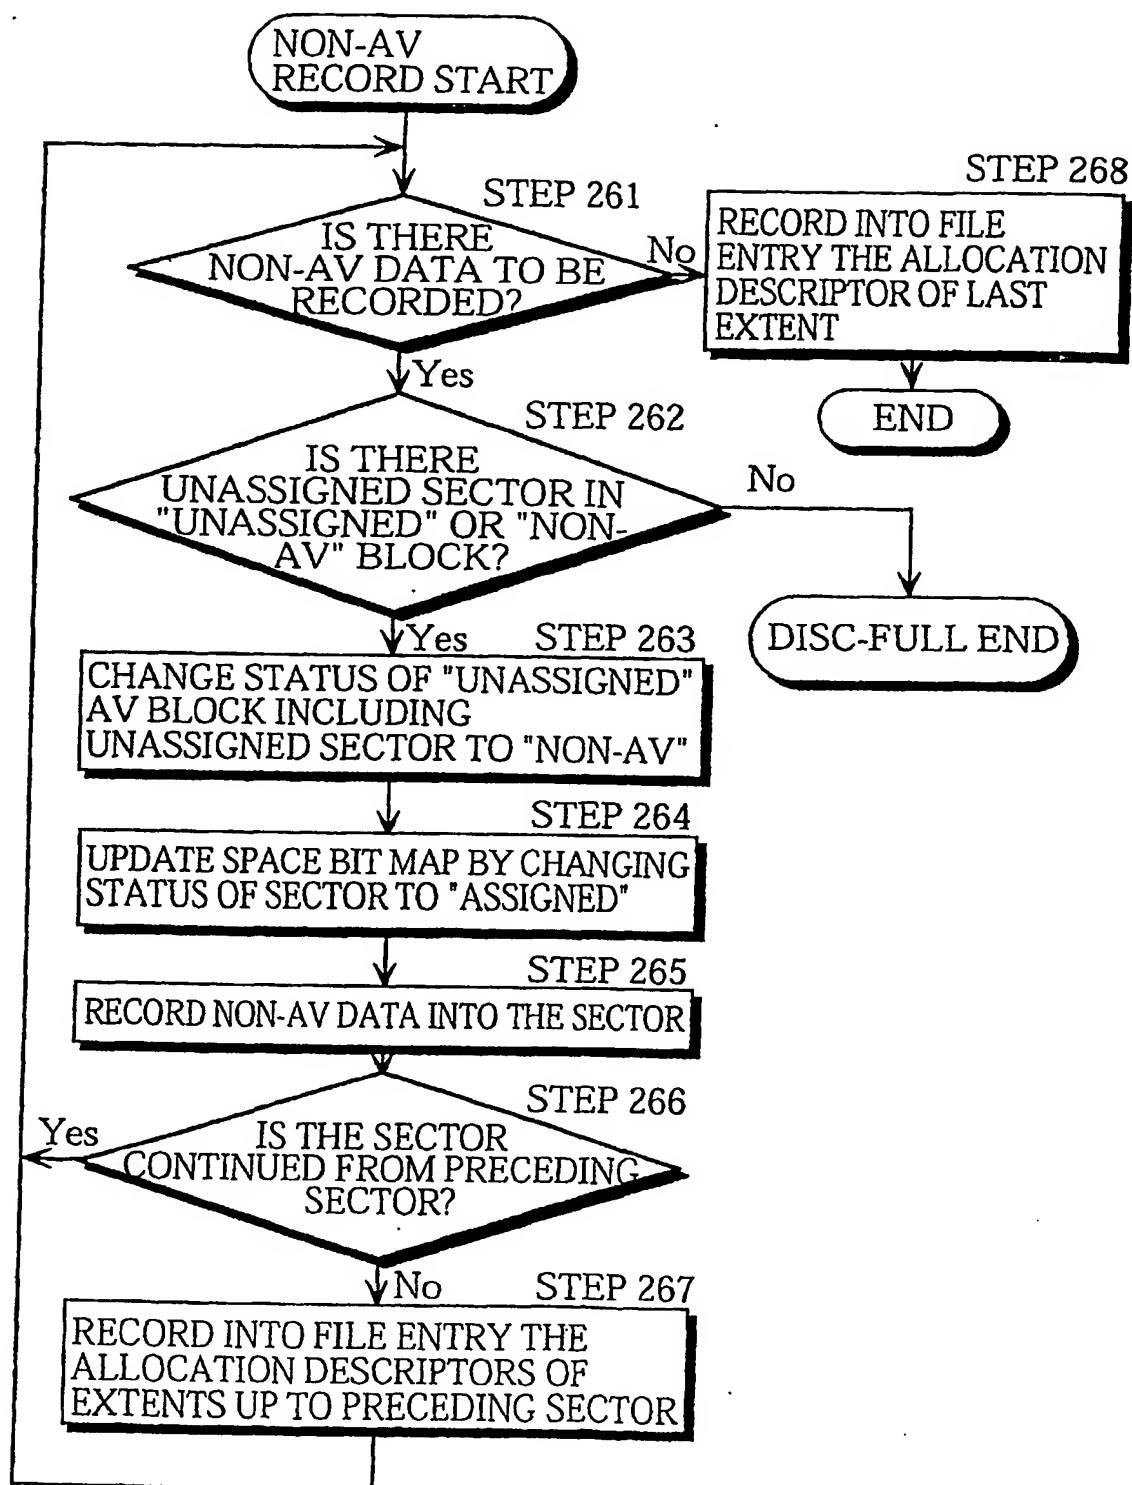 NON-AV
RECORD START
STEP 261
IS THERE
NON-AV DATA TO BE
RECORDED?
No
STEP 268
RECORD INTO FILE
ENTRY THE ALLOCATION
DESCRIPTOR OF LAST
EXTENT
END
Yes
STEP 262
IS THERE
UNASSIGNED SECTOR IN
"UNASSIGNED" OR "NON-
AV" BLOCK?
No
DISC-FULL END
Yes
STEP 263
CHANGE STATUS OF "UNASSIGNED"
AV BLOCK INCLUDING
UNASSIGNED SECTOR TO "NON-AV"
STEP 264
UPDATE SPACE BIT MAP BY CHANGING
STATUS OF SECTOR TO "ASSIGNED"
STEP 265
RECORD NON-AV DATA INTO THE SECTOR
STEP 266
Yes
IS THE SECTOR
CONTINUED FROM PRECEDING
SECTOR?
No
STEP 267
RECORD INTO FILE ENTRY THE
ALLOCATION DESCRIPTORS OF
EXTENTS UP TO PRECEDING SECTOR